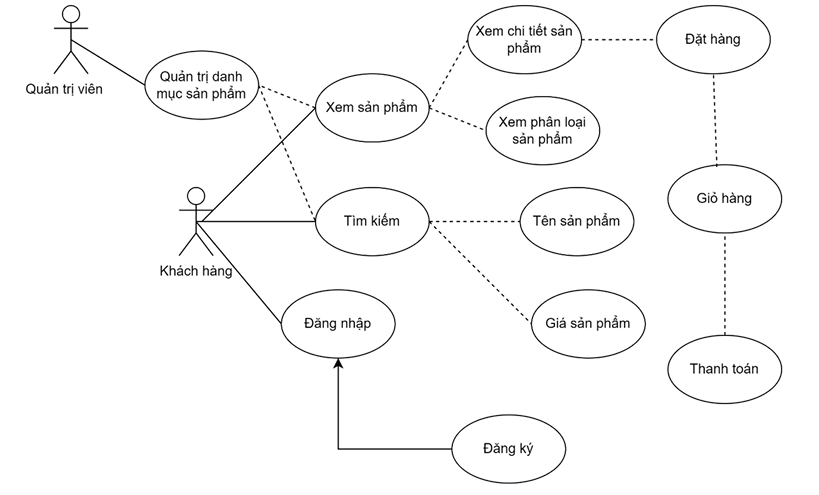 Quản trị viên
Quản trị danh
mục sản phẩm
Xem sản phẩm
Xem chi tiết sản
phẩm
Đặt hàng
Xem phân loại
sản phẩm
Khách hàng
Tìm kiếm
Tên sản phẩm
Giỏ hàng
Đăng nhập
Giá sản phẩm
Thanh toán
Đăng ký